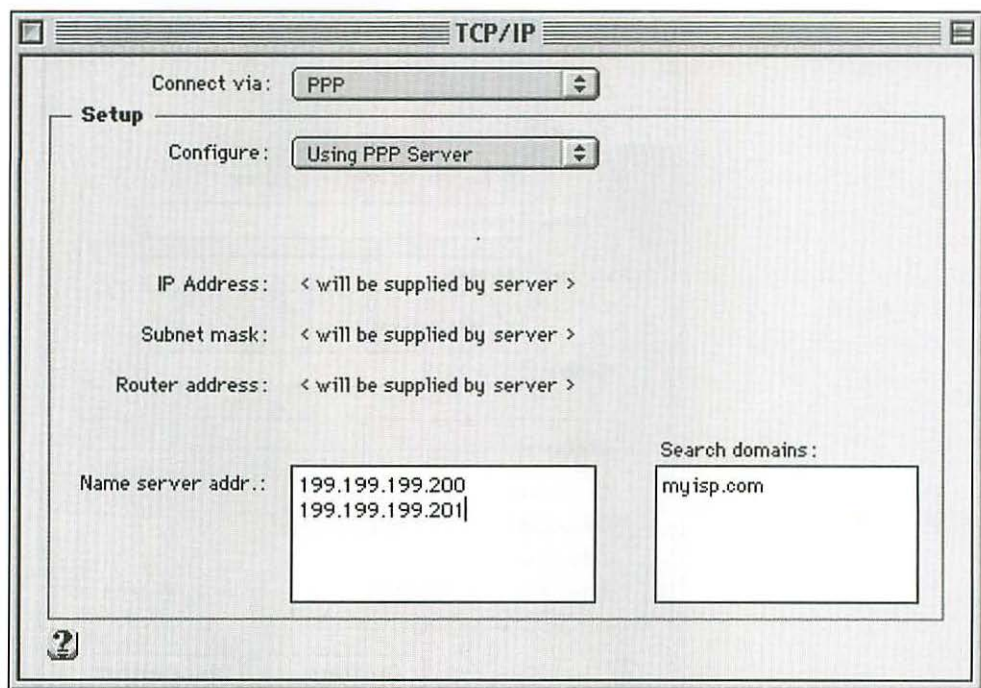 TCP/IP
Connect via: PPP
Setup
Configure: Using PPP Server
IP Address: < will be supplied by server >
Subnet mask: < will be supplied by server >
Router address: < will be supplied by server >
Search domains:
Name server addr.: 199.199.199.200
199.199.199.201
myisp.com
?